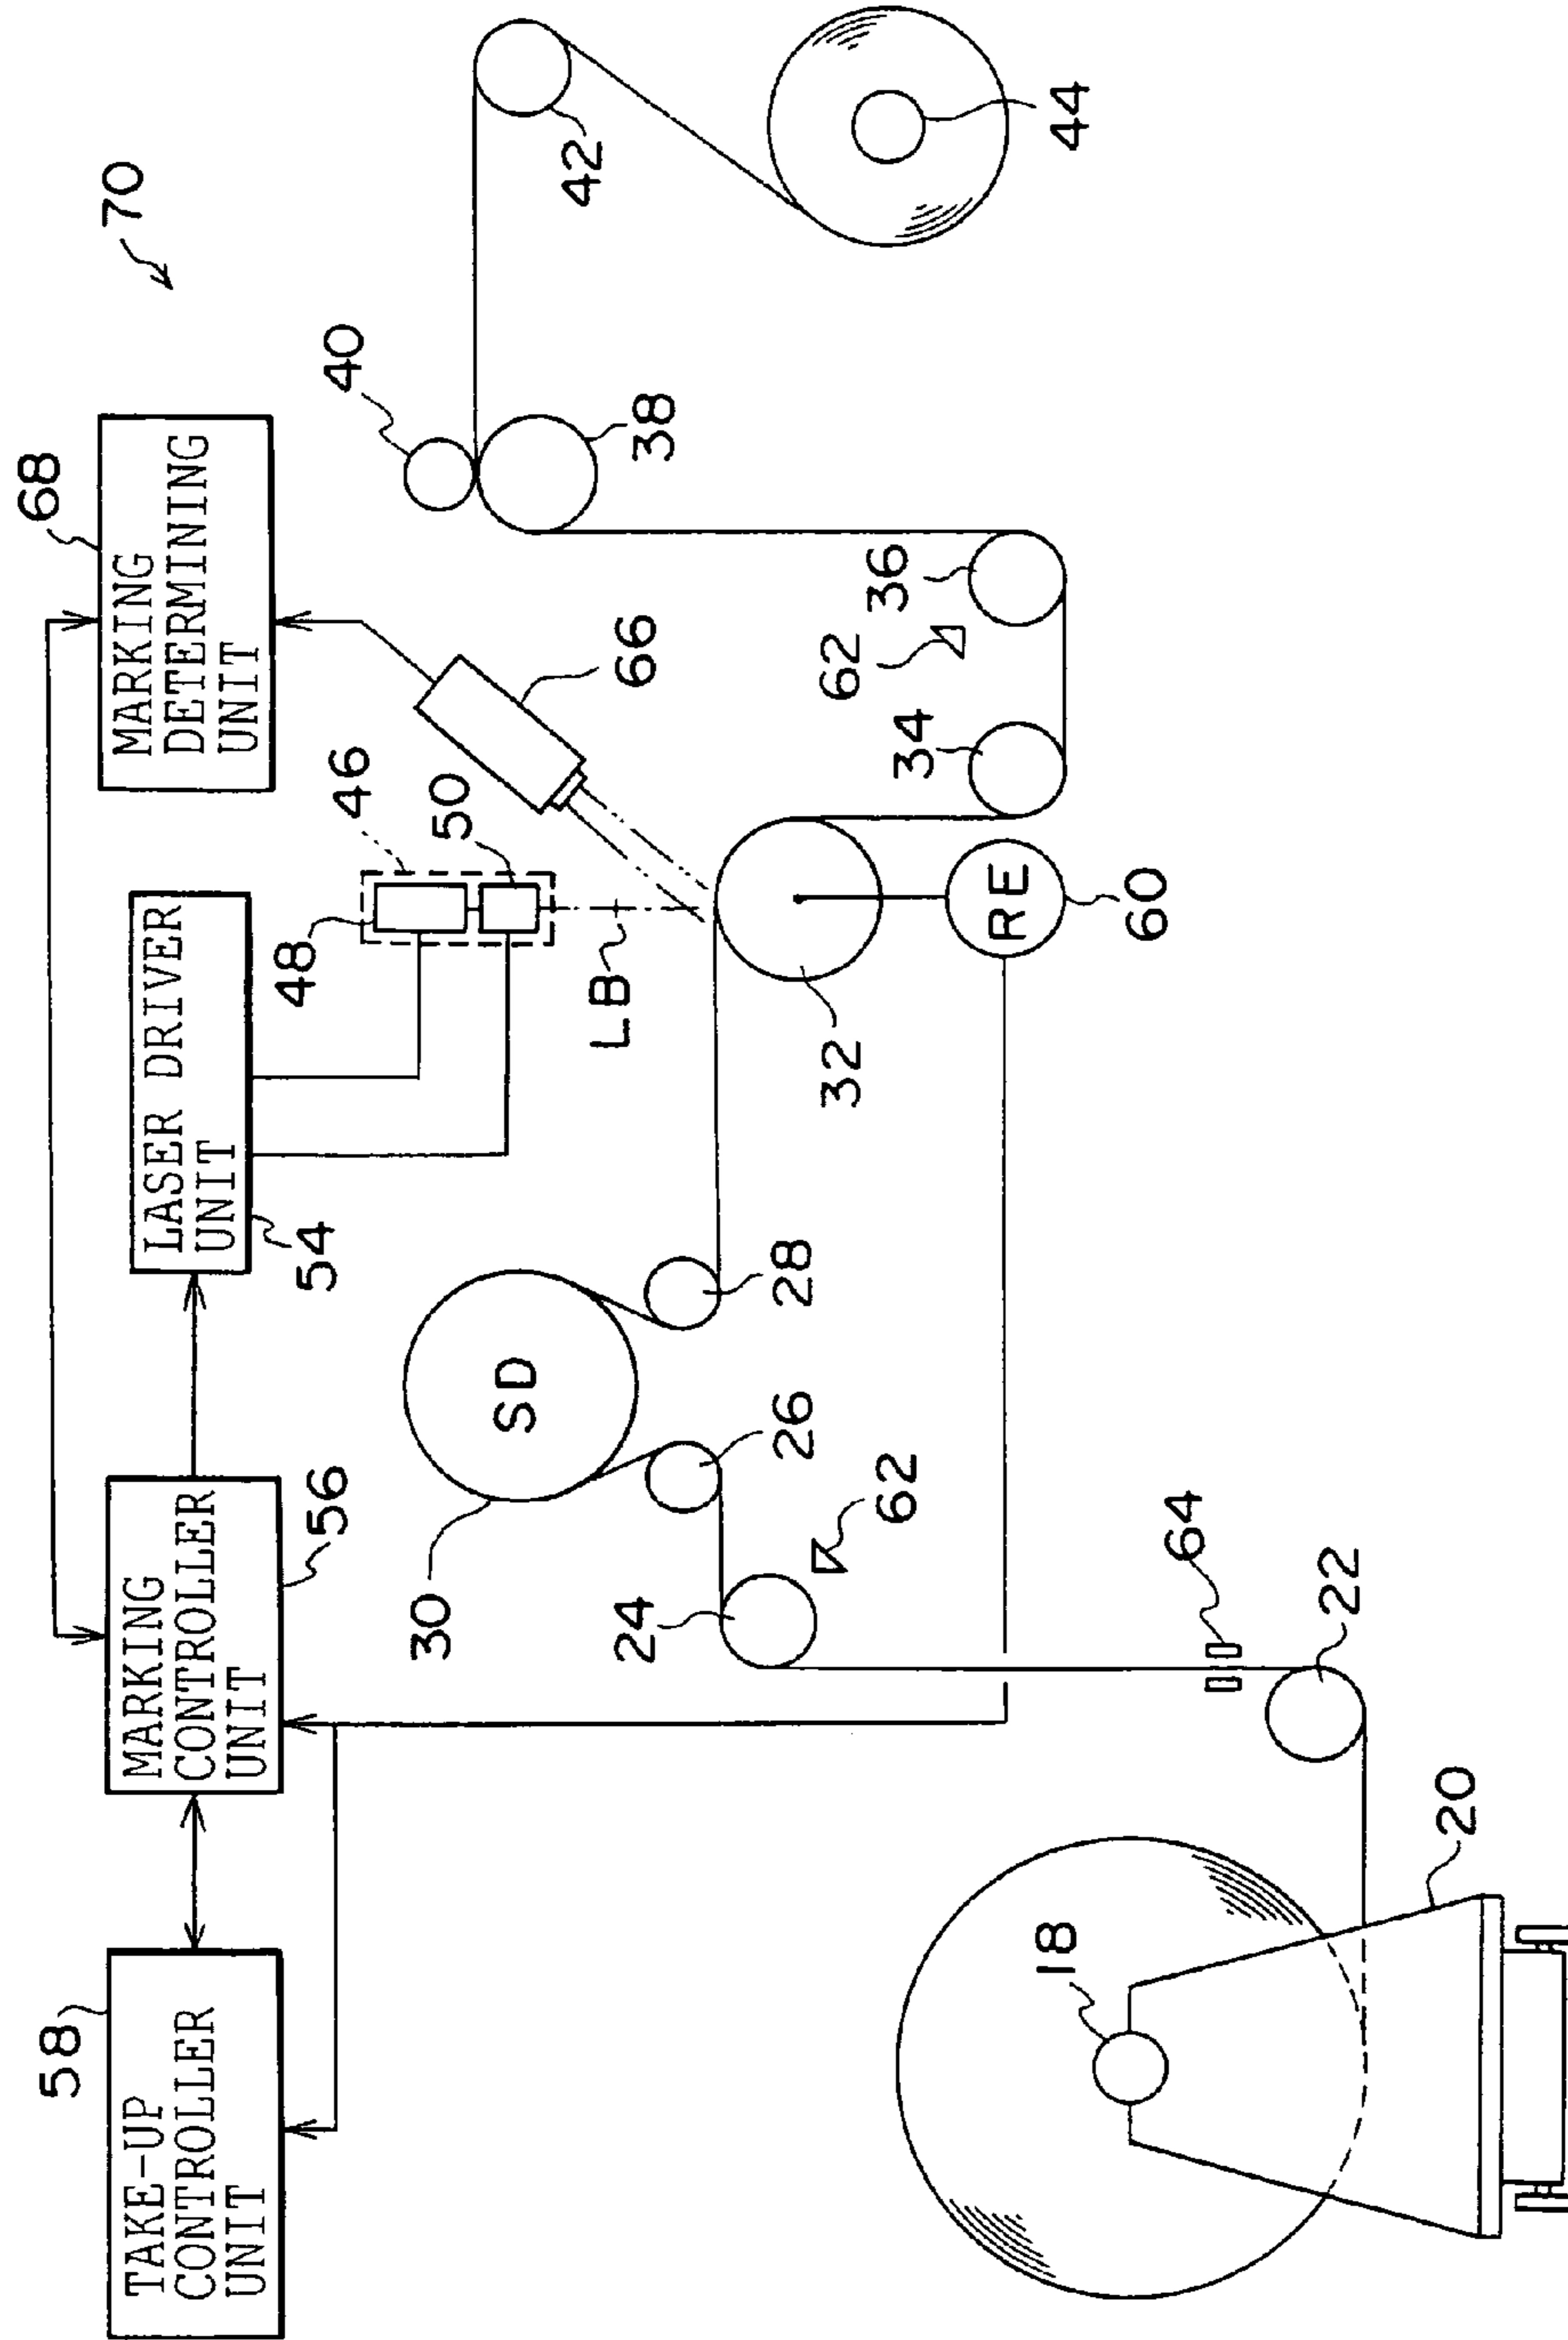 70
TAKE-UP
CONTROLLER
UNIT
58
MARKING
CONTROLLER
UNIT
56
LASER DRIVER
UNIT
54
MARKING
DETERMINING
UNIT
68
46
48
50
66
LB
40
38
42
44
SD
30
28
26
24
62
32
RE
60
34
36
62
64
22
20
18